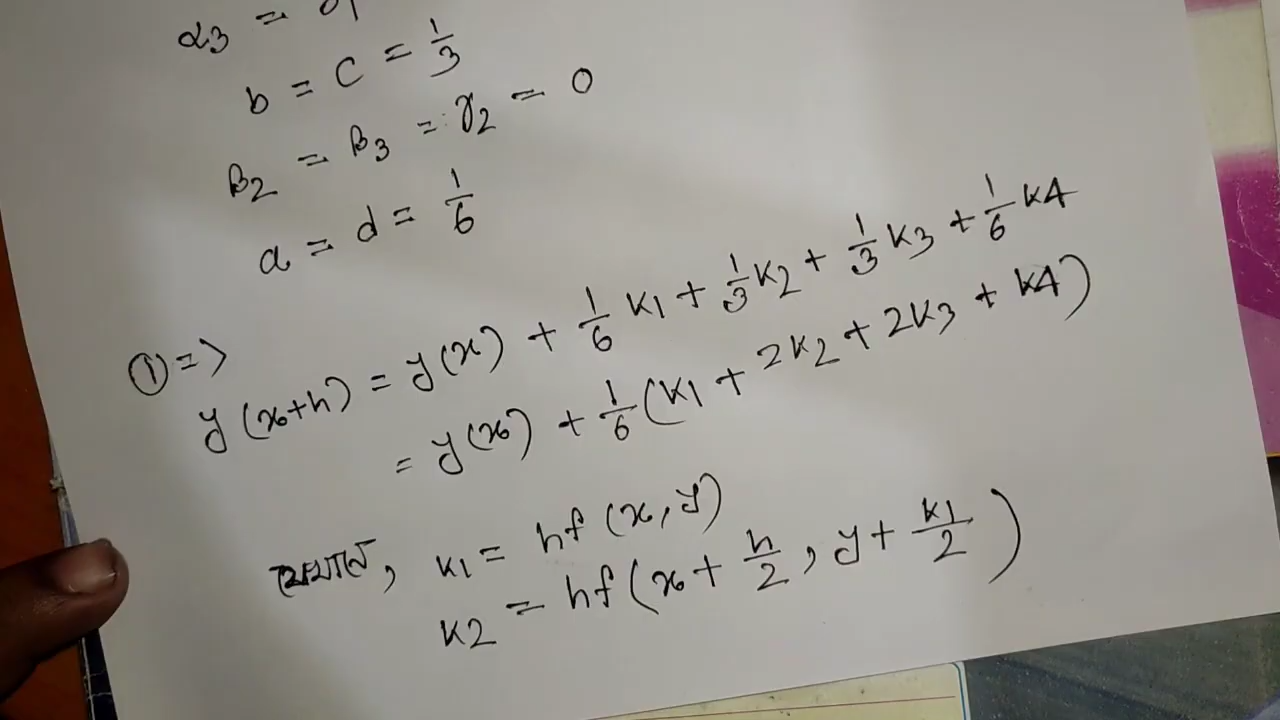 α3 =
b = c = 1/3
β2 = β3 = γ2 = 0
a = d = 1/6
① =>
y(x+h) = y(x) + 1/6 k1 + 1/3 k2 + 1/3 k3 + 1/6 k4
= y(x) + 1/6 (k1 + 2k2 + 2k3 + k4)
যেখানে, k1 = hf(x,y)
k2 = hf(x + h/2, y + k1/2)